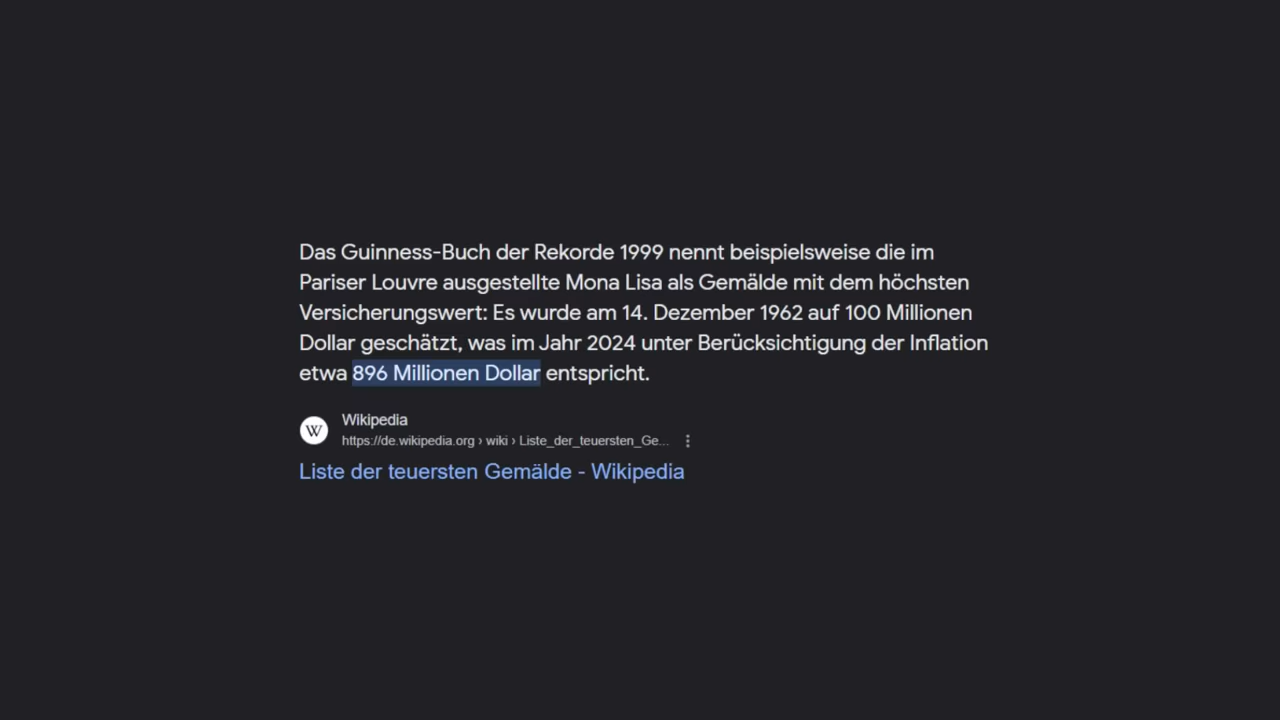 Das Guinness-Buch der Rekorde 1999 nennt beispielsweise die im
Pariser Louvre ausgestellte Mona Lisa als Gemälde mit dem höchsten
Versicherungswert: Es wurde am 14. Dezember 1962 auf 100 Millionen
Dollar geschätzt, was im Jahr 2024 unter Berücksichtigung der Inflation
etwa 896 Millionen Dollar entspricht.
W
Wikipedia
https://de.wikipedia.org › wiki › Liste_der_teuersten_Ge...
Liste der teuersten Gemälde - Wikipedia